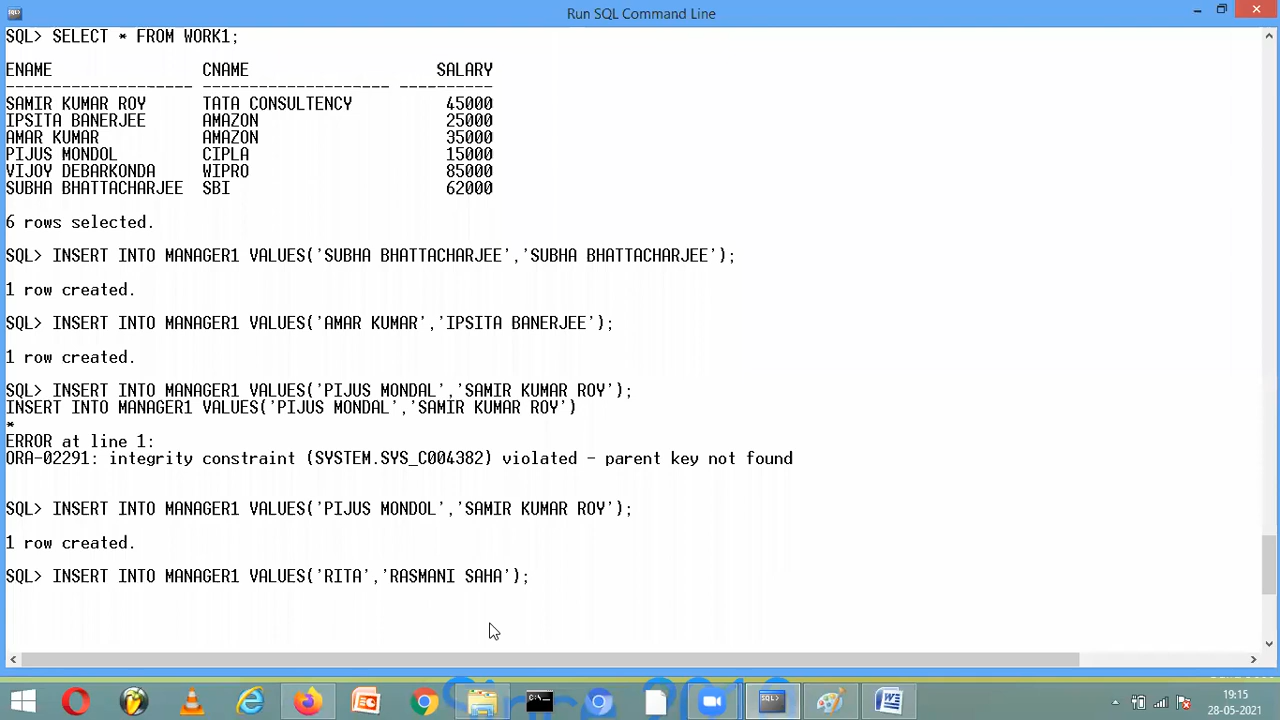 Run SQL Command Line
SQL> SELECT * FROM WORK1;
ENAME CNAME SALARY
-------------------- -------------------- ----------
SAMIR KUMAR ROY TATA CONSULTENCY 45000
IPSITA BANERJEE AMAZON 25000
AMAR KUMAR AMAZON 35000
PIJUS MONDOL CIPLA 15000
VIJOY DEBARKONDA WIPRO 85000
SUBHA BHATTACHARJEE SBI 62000
6 rows selected.
SQL> INSERT INTO MANAGER1 VALUES('SUBHA BHATTACHARJEE','SUBHA BHATTACHARJEE');
1 row created.
SQL> INSERT INTO MANAGER1 VALUES('AMAR KUMAR','IPSITA BANERJEE');
1 row created.
SQL> INSERT INTO MANAGER1 VALUES('PIJUS MONDAL','SAMIR KUMAR ROY');
INSERT INTO MANAGER1 VALUES('PIJUS MONDAL','SAMIR KUMAR ROY')
*
ERROR at line 1:
ORA-02291: integrity constraint (SYSTEM.SYS_C004382) violated - parent key not found
SQL> INSERT INTO MANAGER1 VALUES('PIJUS MONDOL','SAMIR KUMAR ROY');
1 row created.
SQL> INSERT INTO MANAGER1 VALUES('RITA','RASMANI SAHA');
19:15
28-05-2021